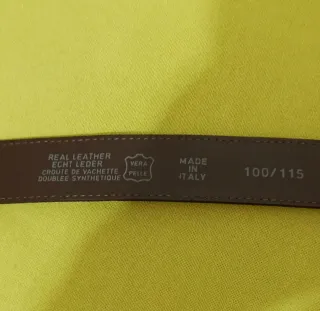 REAL LEATHER
ECHT LEDER
CROUTE DE VACHETTE
DOUBLEE SYNTHETIQUE
VERA
PELLE
MADE
IN
ITALY
100/115